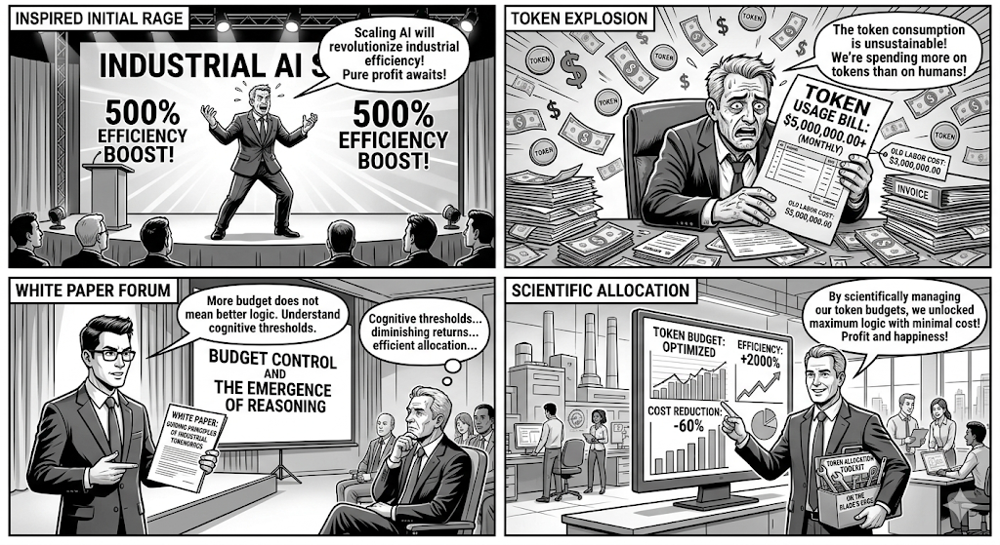 INSPIRED INITIAL RAGE
Scaling AI will
revolutionize industrial
efficiency!
Pure profit awaits!
INDUSTRIAL AI S
500%
EFFICIENCY
BOOST!
500%
EFFICIENCY
BOOST!
TOKEN EXPLOSION
The token consumption
is unsustainable!
We're spending more on
tokens than on humans!
TOKEN
TOKEN
TOKEN
TOKEN
TOKEN
TOKEN
USAGE BILL:
$5,000,000.00+
(MONTHLY)
OLD LABOR COST:
$3,000,000.00
INVOICE
OLD LABOR COST:
$5,000,000.00
WHITE PAPER FORUM
More budget does not
mean better logic. Understand
cognitive thresholds.
Cognitive thresholds...
diminishing returns...
efficient allocation...
BUDGET CONTROL
AND
THE EMERGENCE
OF REASONING
WHITE PAPER:
GUIDING PRINCIPLES
OF INDUSTRIAL
SCIENTIFIC ALLOCATION
By scientifically managing
our token budgets, we unlocked
maximum logic with minimal cost!
Profit and happiness!
TOKEN BUDGET:
OPTIMIZED
EFFICIENCY:
+2000%
COST REDUCTION:
-60%
TOKEN ALLOCATION
TOOLKIT
ON THE
BLADE'S EDGE